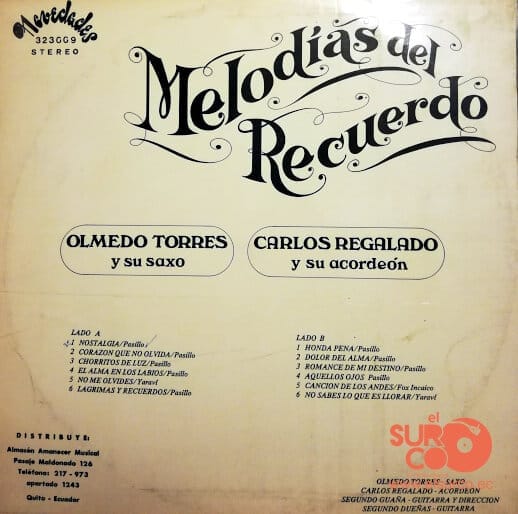 Novedades
323009
STEREO
Melodías del
Recuerdo
OLMEDO TORRES
y su saxo
CARLOS REGALADO
y su acordeón
LADO A
1 NOSTALGIA/Pasillo
2 CORAZON QUE NO OLVIDA/Pasillo
3 CHORRITOS DE LUZ/Pasillo
4 EL ALMA EN LOS LABIOS/Pasillo
5 NO ME OLVIDES/Yaraví
6 LAGRIMAS Y RECUERDOS/Pasillo
LADO B
1 HONDA PENA/Pasillo
2 DOLOR DEL ALMA/Pasillo
3 ROMANCE DE MI DESTINO/Pasillo
4 AQUELLOS OJOS Pasillo
5 CANCION DE LOS ANDES/Fox Incaico
6 NO SABES LO QUE ES LLORAR/Yaraví
DISTRIBUYE:
Almasán Amanecer Musical
Pasaje Maldonado 126
Teléfono: 217-973
apartado 1243
Quito - Ecuador
el
SURCO
OLMEDO TORRES - SAXO
CARLOS REGALADO - ACORDEON
SEGUNDO GUAÑA - GUITARRA Y DIRECCION
SEGUNDO DUEÑAS - GUITARRA